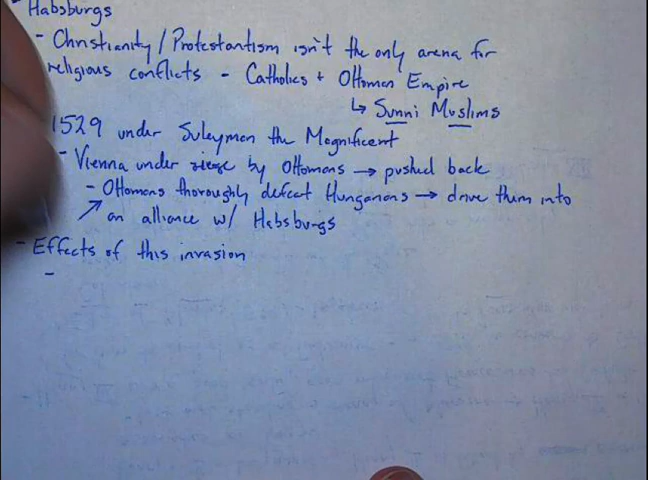 - Habsburgs
- Christianity/Protestantism isn't the only arena for
religious conflicts - Catholics + Ottoman Empire
↳ Sunni Muslims
1529 under Suleyman the Magnificent
- Vienna under siege by Ottomans → pushed back
- Ottomans thoroughly defeat Hungarians → drive them into
an alliance w/ Habsburgs
- Effects of this invasion
-